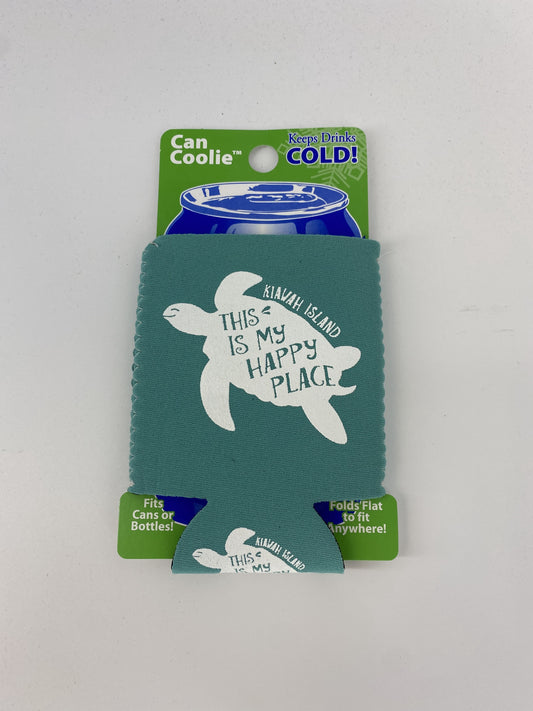 Can
Coolie™
Keeps Drinks
COLD!
KIAWAH ISLAND
THIS
IS MY
HAPPY
PLACE
Fits
Cans or
Bottles!
Folds Flat
to fit
Anywhere!
KIAWAH ISLAND
THIS
IS MY
HAPPY